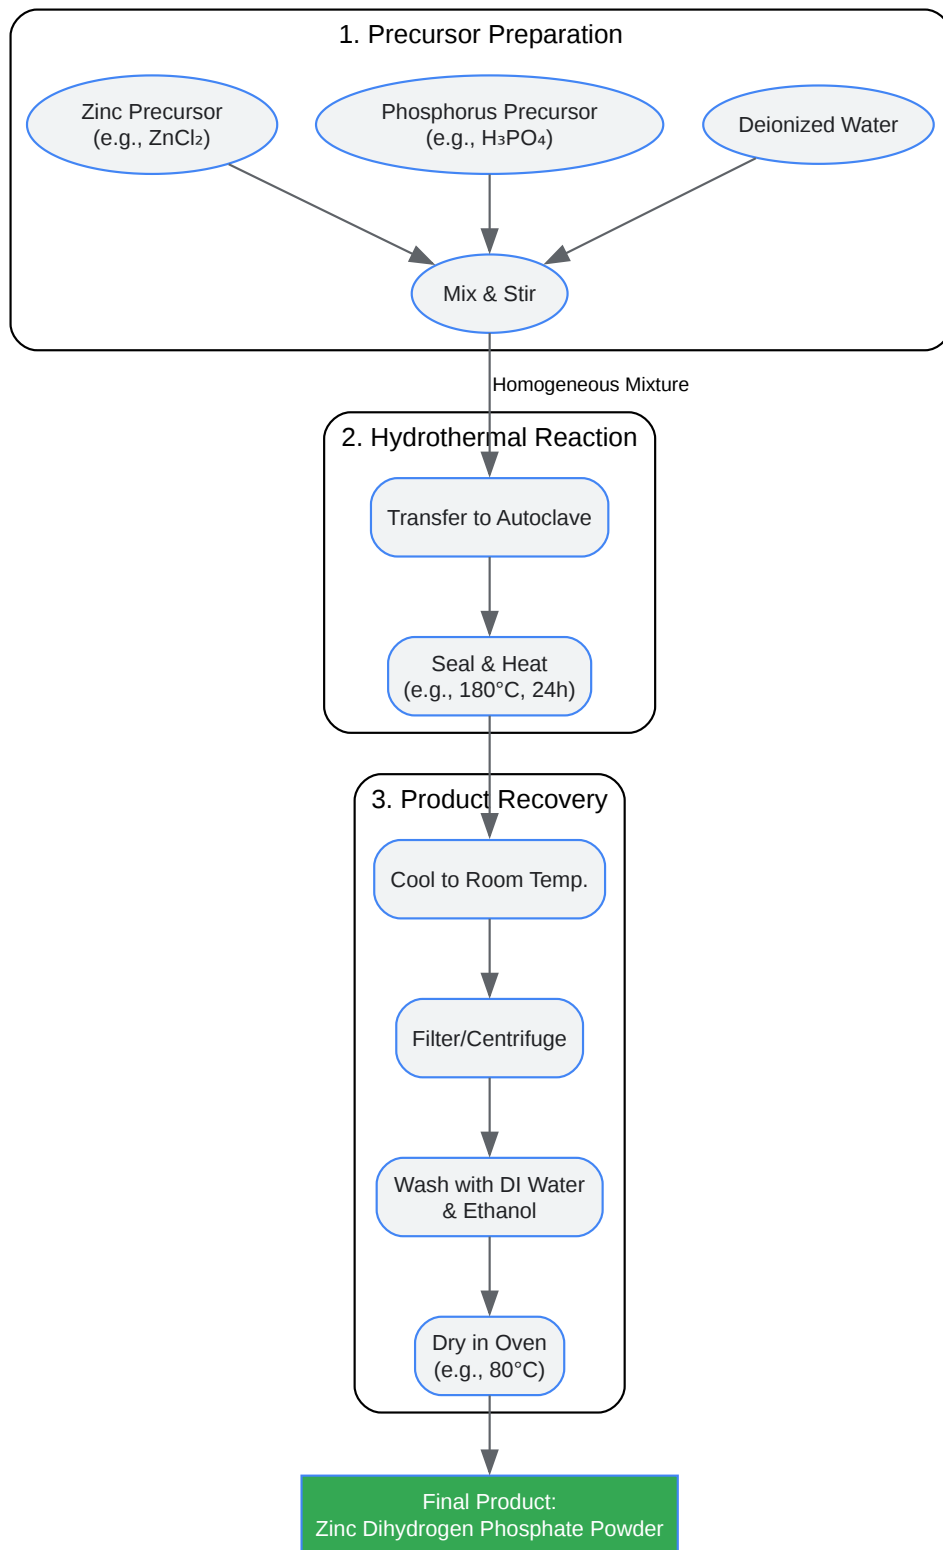 1. Precursor Preparation
Zinc Precursor
(e.g., ZnCl₂)
Phosphorus Precursor
(e.g., H₃PO₄)
Deionized Water
Mix & Stir
Homogeneous Mixture
2. Hydrothermal Reaction
Transfer to Autoclave
Seal & Heat
(e.g., 180°C, 24h)
3. Product Recovery
Cool to Room Temp.
Filter/Centrifuge
Wash with DI Water
& Ethanol
Dry in Oven
(e.g., 80°C)
Final Product:
Zinc Dihydrogen Phosphate Powder